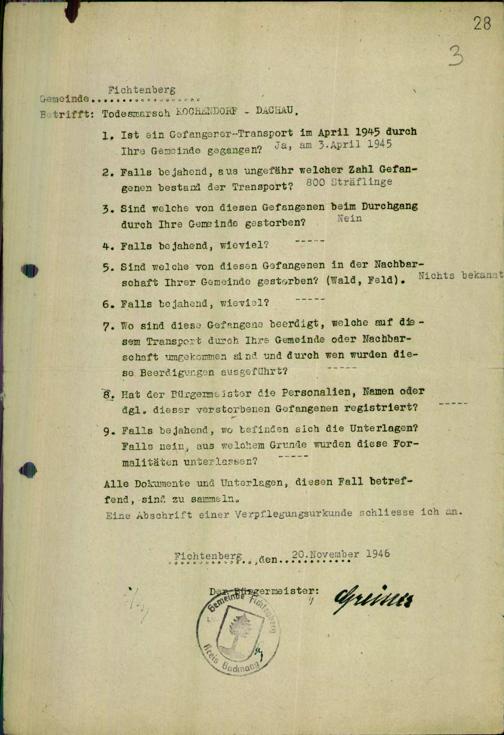 28
3
Fichtenberg
Gemeinde...................
Betrifft: Todesmarsch KOCHENDORF - DACHAU.
1. Ist ein Gefangener-Transport im April 1945 durch
Ihre Gemeinde gegangen? Ja, am 3.April 1945
2. Falls bejahend, aus ungefähr welcher Zahl Gefan-
genen bestand der Transport? 800 Sträflinge
3. Sind welche von diesen Gefangenen beim Durchgang
durch Ihre Gemeinde gestorben? Nein
4. Falls bejahend, wieviel? -----
5. Sind welche von diesen Gefangenen in der Nachbar-
schaft Ihrer Gemeinde gestorben? (Wald, Feld). Nichts bekannt
6. Falls bejahend, wieviel? -----
7. Wo sind diese Gefangene beerdigt, welche auf die-
sem Transport durch Ihre Gemeinde oder Nachbar-
schaft umgekommen sind und durch wen wurden die-
se Beerdigungen ausgeführt? -----
8. Hat der Bürgermeister die Personalien, Namen oder
dgl. dieser verstorbenen Gefangenen registriert? -----
9. Falls bejahend, wo befinden sich die Unterlagen?
Falls nein, aus welchem Grunde wurden diese For-
malitäten unterlassen? -----
Alle Dokumente und Unterlagen, diesen Fall betref-
fend, sind zu sammeln.
Eine Abschrift einer Verpflegungsurkunde schliesse ich an.
Fichtenberg, den 20.November 1946
Der Bürgermeister:
Greiner
Gemeinde Fichtenberg
Kreis Backnang